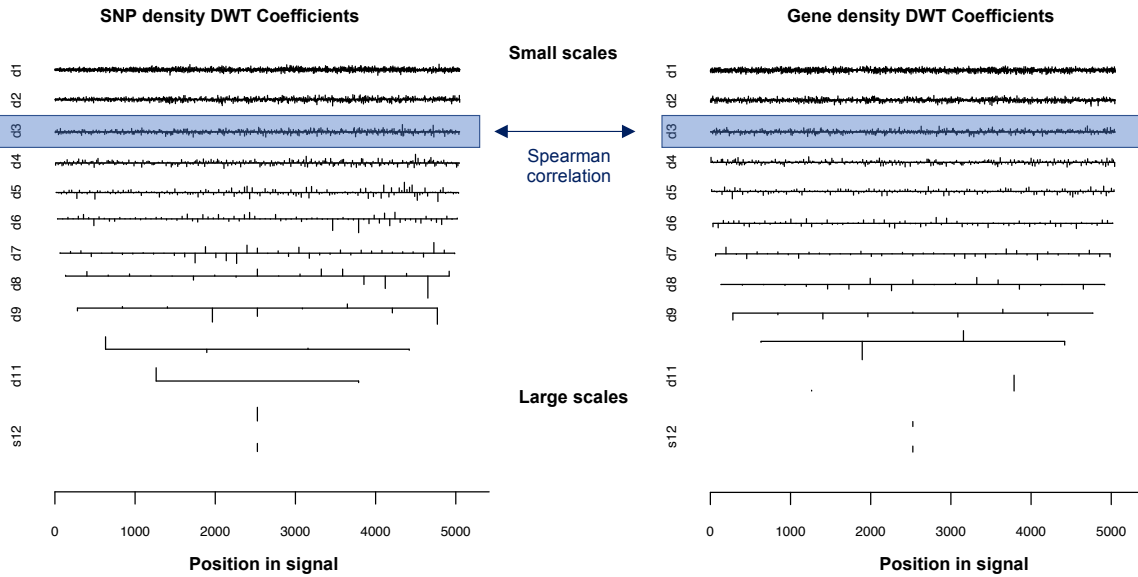 SNP density DWT Coefficients
Gene density DWT Coefficients
Small scales
Spearman
correlation
Large scales
d1
d2
d3
d4
d5
d6
d7
d8
d9
d11
s12
0 1000 2000 3000 4000 5000
Position in signal
d1
d2
d3
d4
d5
d6
d7
d8
d9
d11
s12
0 1000 2000 3000 4000 5000
Position in signal